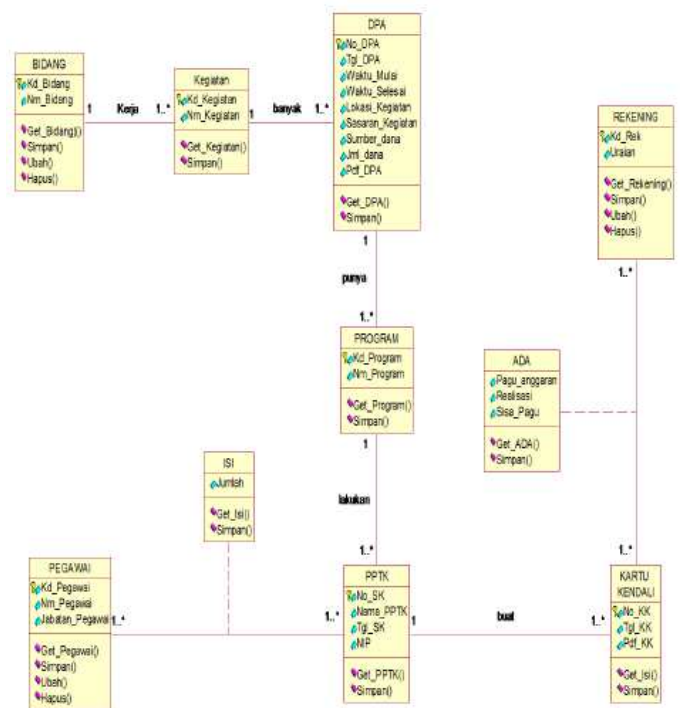 DPA
No_DPA
Tgl_DPA
Waktu_Mulai
Waktu_Selesai
Lokasi_Kegiatan
Sasaran_Kegiatan
Sumber_dana
Jml_dana
Pdf_DPA
Get_DPA()
Simpan()
BIDANG
Kd_Bidang
Nm_Bidang
Get_Bidang()
Simpan()
Ubah()
Hapus()
1 Kerja 1..*
Kegiatan
Kd_Kegiatan
Nm_Kegiatan
Get_Kegiatan()
Simpan()
1 banyak 1..*
REKENING
Kd_Rek
Uraian
Get_Rekening()
Simpan()
Ubah()
Hapus()
1..*
1
punya
1..*
PROGRAM
Kd_Program
Nm_Program
Get_Program()
Simpan()
ADA
Pagu_anggaran
Realisasi
Sisa_Pagu
Get_ADA()
Simpan()
1
lakukan
1..*
ISI
Jumlah
Get_Isi()
Simpan()
1..*
PEGAWAI
Kd_Pegawai
Nm_Pegawai
Jabatan_Pegawai
Get_Pegawai()
Simpan()
Ubah()
Hapus()
1..*
1..*
PPTK
No_SK
Nama_PPTK
Tgl_SK
NIP
Get_PPTK()
Simpan()
1 buat 1..*
KARTU
KENDALI
No_KK
Tgl_KK
Pdf_KK
Get_Isi()
Simpan()